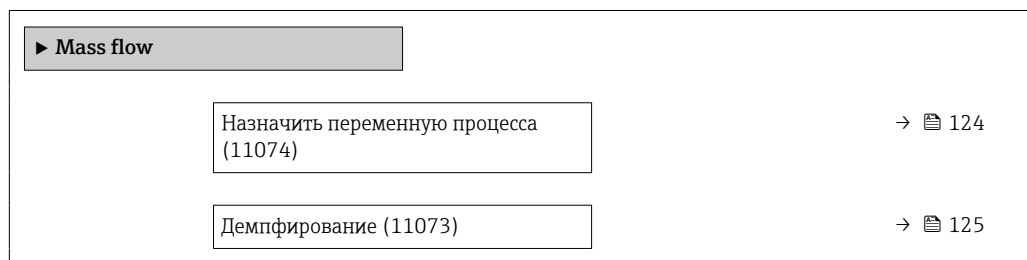 ▶ Mass flow
Назначить переменную процесса → 124
(11074)
Демпфирование (11073) → 125